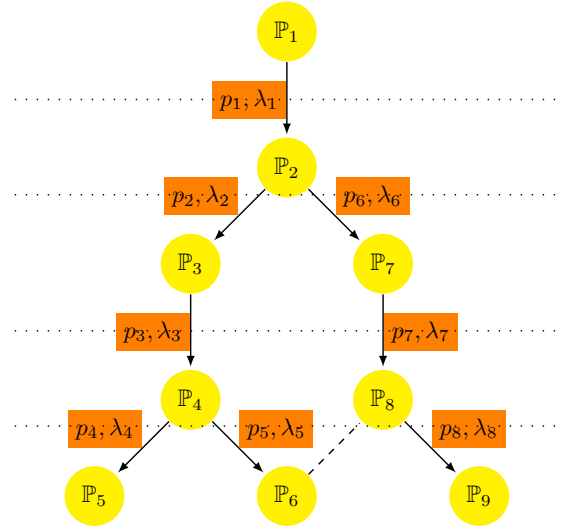 ℙ₁
p₁, λ₁
ℙ₂
p₂, λ₂ p₆, λ₆
ℙ₃ ℙ₇
p₃, λ₃ p₇, λ₇
ℙ₄ ℙ₈
p₄, λ₄ p₅, λ₅ p₈, λ₈
ℙ₅ ℙ₆ ℙ₉